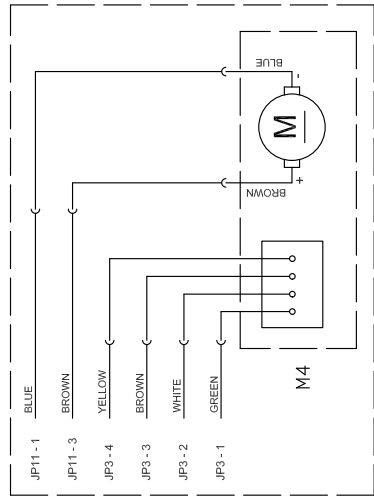 BLUE
-
M
+
BROWN
BLUE
BROWN
YELLOW
BROWN
WHITE
GREEN
JP11 - 1
JP11 - 3
JP3 - 4
JP3 - 3
JP3 - 2
JP3 - 1
M4